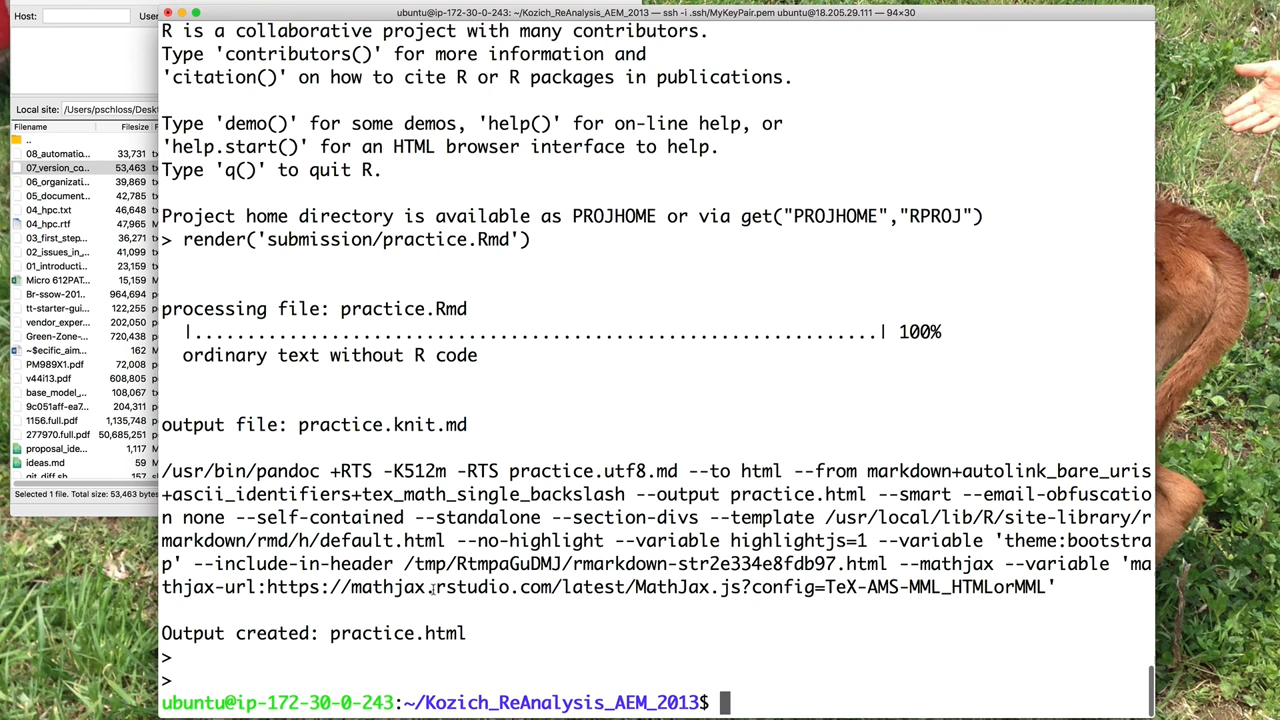 Host:
User
Local site: /Users/pschloss/Deskt
Filename Filesize
..
08_automatio... 33,731
07_version_co... 53,463
06_organizati... 39,869
05_document... 42,785
04_hpc.txt 46,648
04_hpc.rtf 47,965
03_first_step... 36,271
02_issues_in_... 41,099
01_introducti... 23,159
Micro 612PAT... 15,159
Br-ssow-201... 964,694
tt-starter-gui... 122,255
vendor_exper... 202,050
Green-Zone-... 720,438
~$ecific_aim... 162
PM989X1.pdf 72,008
v44i13.pdf 608,805
base_model_... 108,067
9c051aff-ea7... 204,311
1156.full.pdf 1,135,748
277970.full.pdf 50,685,251
proposal_ide... 1,117
ideas.md 59
git_diff.sh 157
Selected 1 file. Total size: 53,463 bytes
ubuntu@ip-172-30-0-243: ~/Kozich_ReAnalysis_AEM_2013 — ssh -i .ssh/MyKeyPair.pem ubuntu@18.205.29.111 — 94×30
R is a collaborative project with many contributors.
Type 'contributors()' for more information and
'citation()' on how to cite R or R packages in publications.
Type 'demo()' for some demos, 'help()' for on-line help, or
'help.start()' for an HTML browser interface to help.
Type 'q()' to quit R.
Project home directory is available as PROJHOME or via get("PROJHOME","RPROJ")
> render('submission/practice.Rmd')
processing file: practice.Rmd
|.................................................................| 100%
ordinary text without R code
output file: practice.knit.md
/usr/bin/pandoc +RTS -K512m -RTS practice.utf8.md --to html --from markdown+autolink_bare_uris
+ascii_identifiers+tex_math_single_backslash --output practice.html --smart --email-obfuscatio
n none --self-contained --standalone --section-divs --template /usr/local/lib/R/site-library/r
markdown/rmd/h/default.html --no-highlight --variable highlightjs=1 --variable 'theme:bootstra
p' --include-in-header /tmp/RtmpaGuDMJ/rmarkdown-str2e334e8fdb97.html --mathjax --variable 'ma
thjax-url:https://mathjax.rstudio.com/latest/MathJax.js?config=TeX-AMS-MML_HTMLorMML'
Output created: practice.html
>
>
ubuntu@ip-172-30-0-243:~/Kozich_ReAnalysis_AEM_2013$